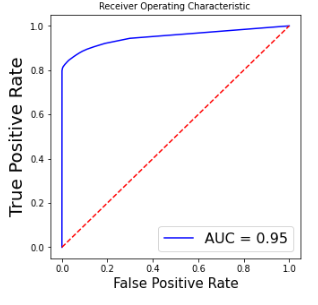 Receiver Operating Characteristic
1.0
0.8
0.6
0.4
0.2
0.0
True Positive Rate
AUC = 0.95
0.0 0.2 0.4 0.6 0.8 1.0
False Positive Rate